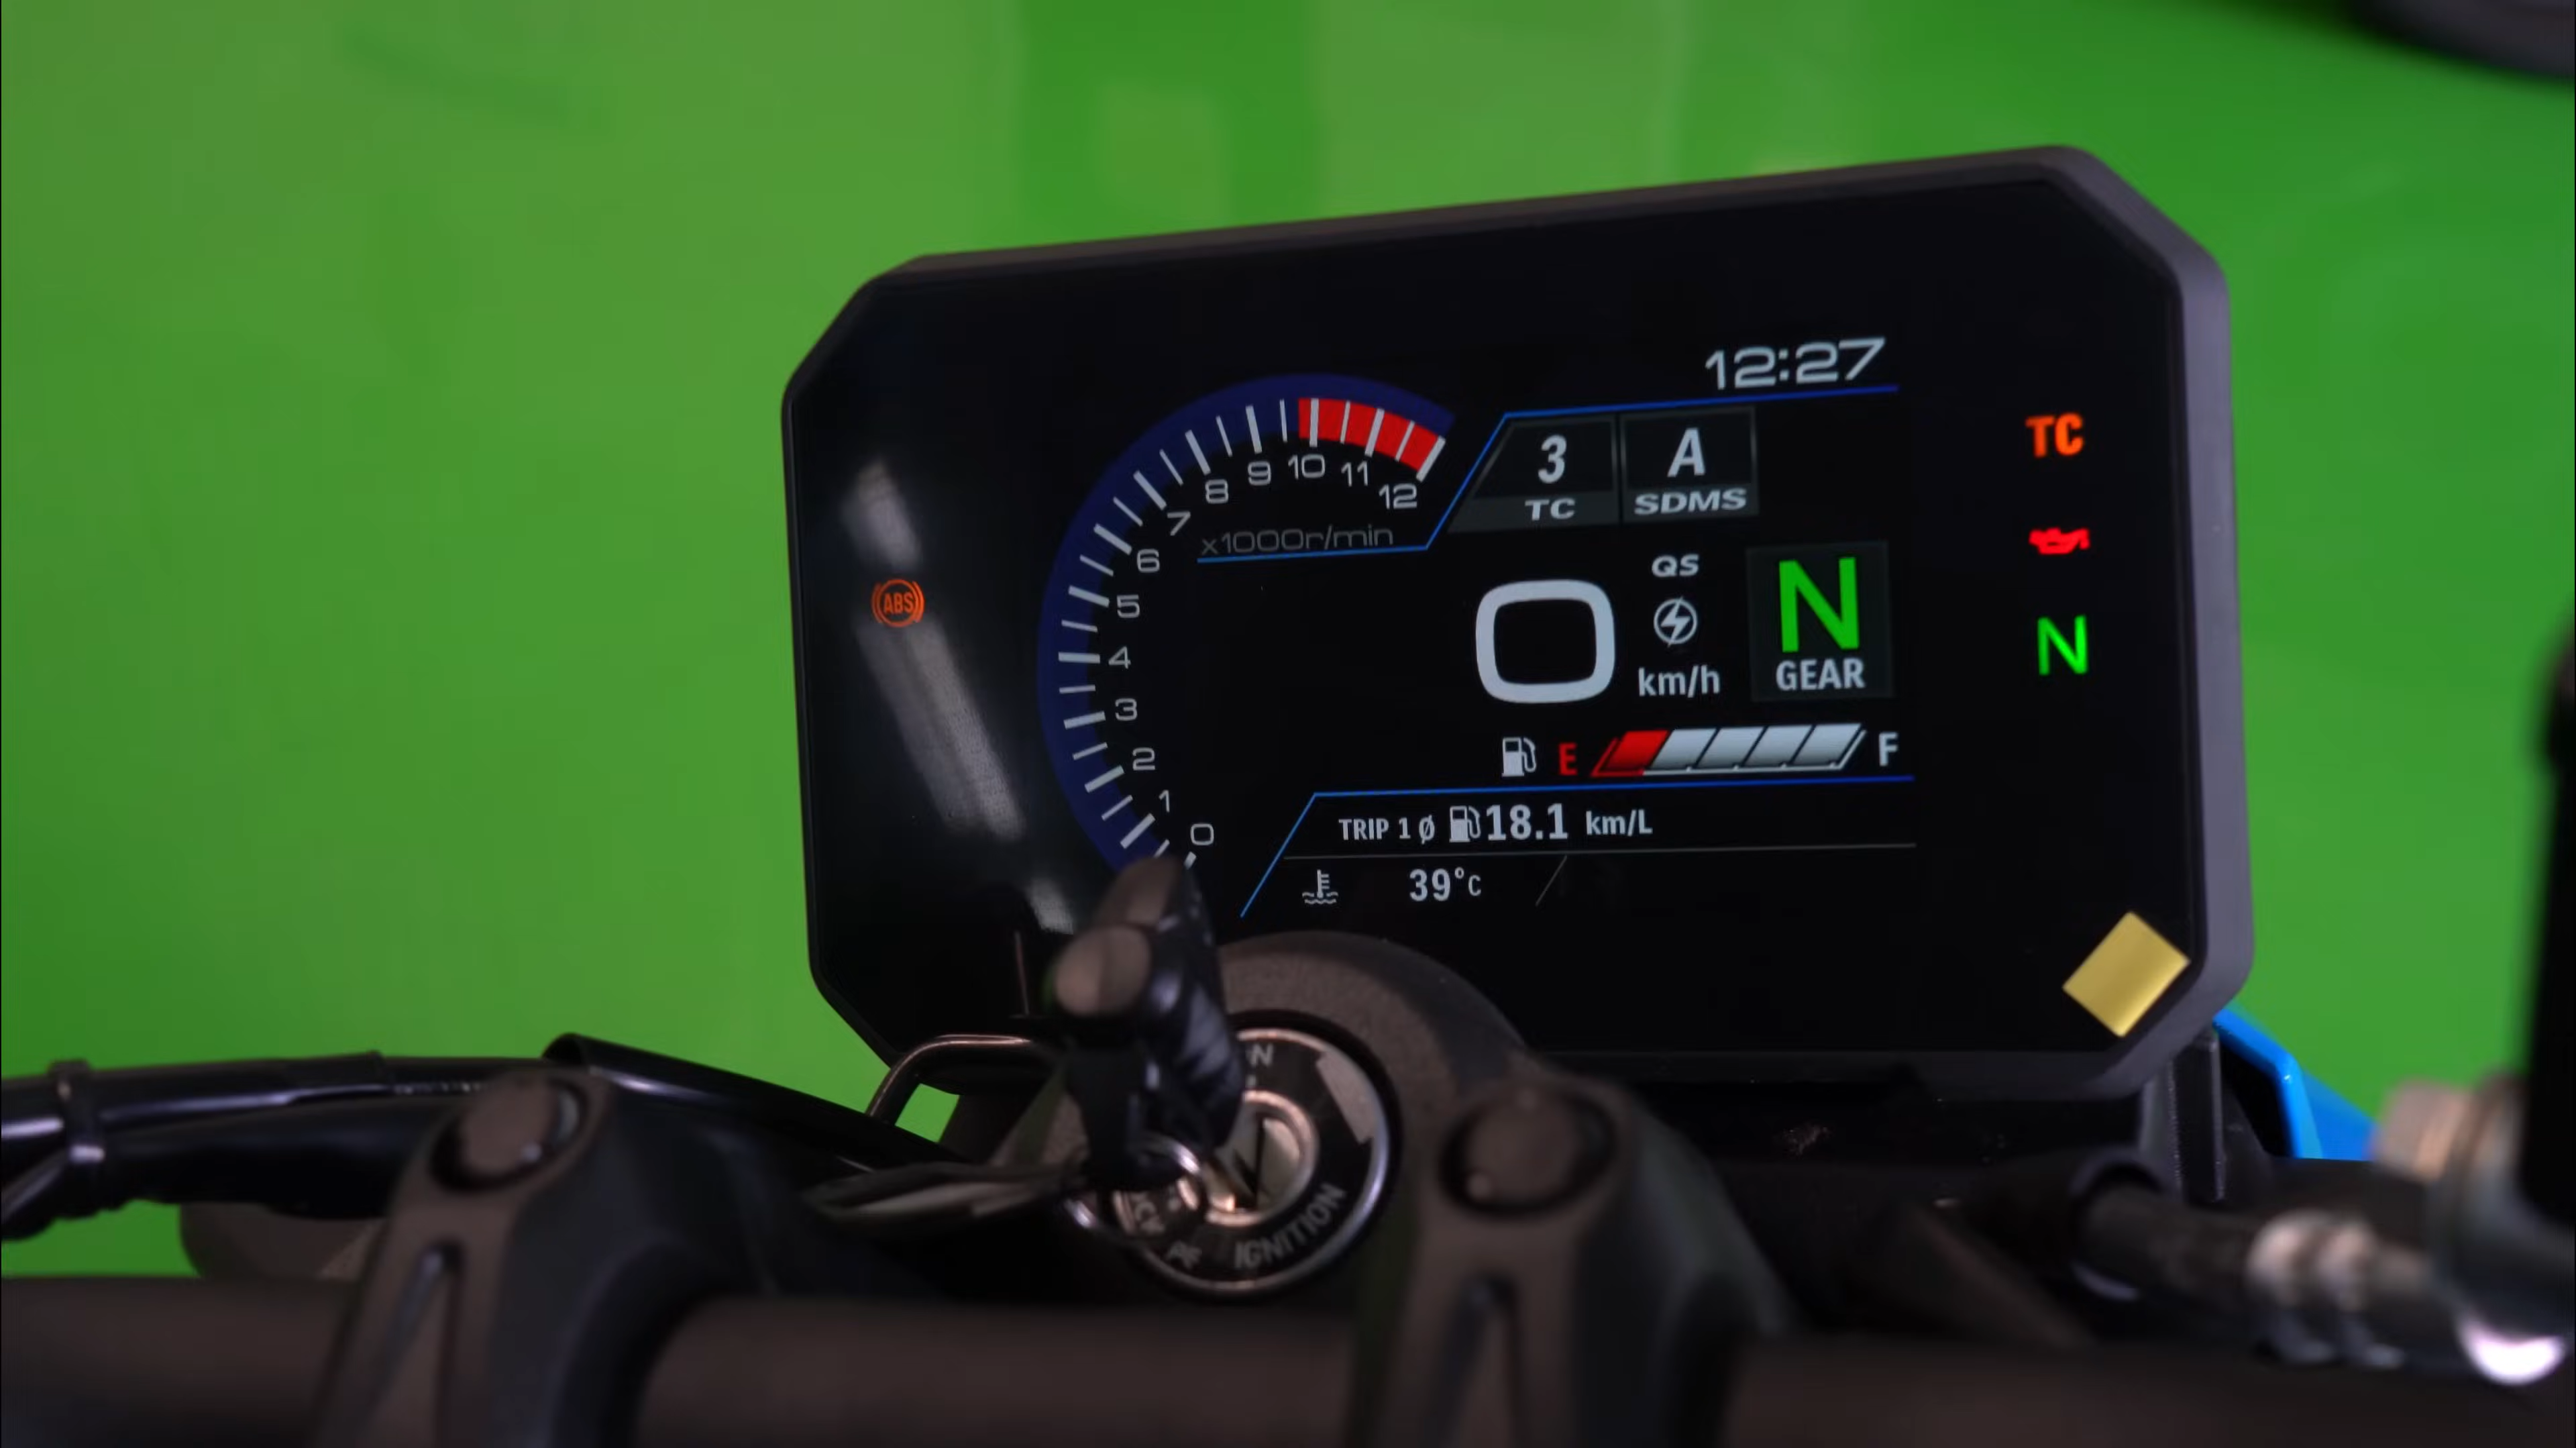 12:27
3 A
TC SDMS
TC
8 9 10 11 12
7
x1000r/min
6
QS
N
ABS
5
0
N
4
km/h
GEAR
3
2
E F
1
TRIP 1 Ø 18.1 km/L
0
39°C
IGNITION